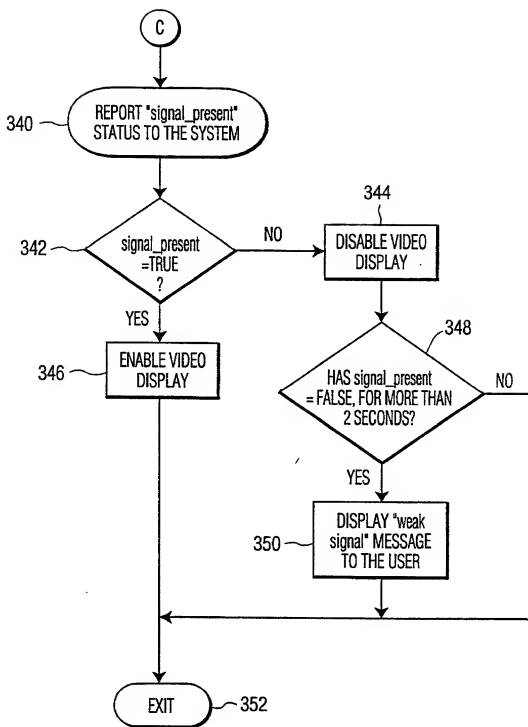 C
REPORT "signal_present"
STATUS TO THE SYSTEM
340
342
signal_present
=TRUE
?
NO
YES
344
DISABLE VIDEO
DISPLAY
346
ENABLE VIDEO
DISPLAY
348
HAS signal_present
= FALSE, FOR MORE THAN
2 SECONDS?
NO
YES
350
DISPLAY "weak
signal" MESSAGE
TO THE USER
EXIT
352